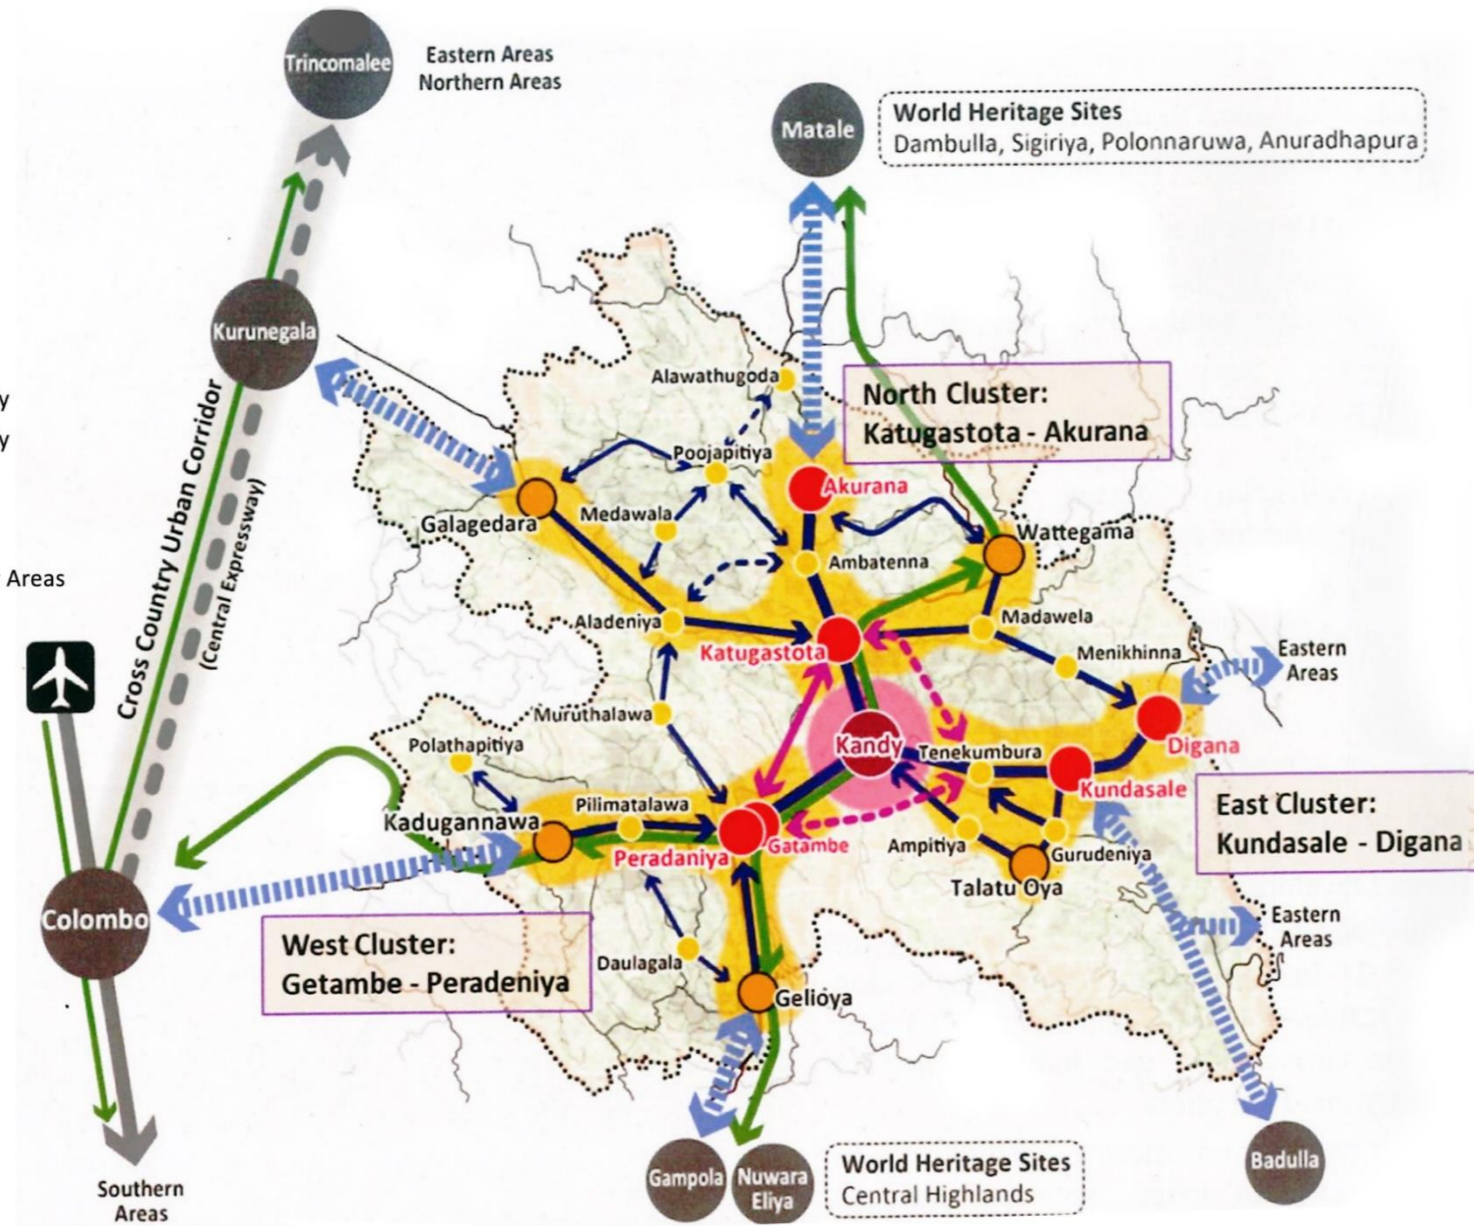 Trincomalee
Eastern Areas
Northern Areas
Matale
World Heritage Sites
Dambulla, Sigiriya, Polonnaruwa, Anuradhapura
Kurunegala
Cross Country Urban Corridor
(Central Expressway)
y
y
Areas
Alawathugoda
North Cluster:
Katugastota - Akurana
Poojapitiya
Akurana
Galagedara
Medawala
Wattegama
Ambatenna
Aladeniya
Madawela
Katugastota
Menikhinna
Eastern
Areas
Muruthalawa
Polathapitiya
Kandy
Tenekumbura
Digana
Kundasale
East Cluster:
Kundasale - Digana
Pilimatalawa
Kadugannawa
Peradaniya
Gatambe
Ampitiya
Gurudeniya
Talatu Oya
Colombo
Eastern
Areas
West Cluster:
Getambe - Peradeniya
Daulagala
Gelioya
Gampola
Nuwara
Eliya
World Heritage Sites
Central Highlands
Badulla
Southern
Areas